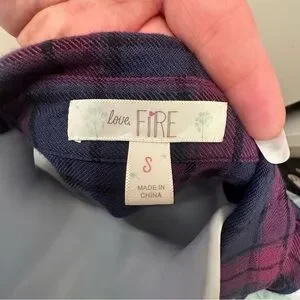 love, FIRE
S
MADE IN
CHINA